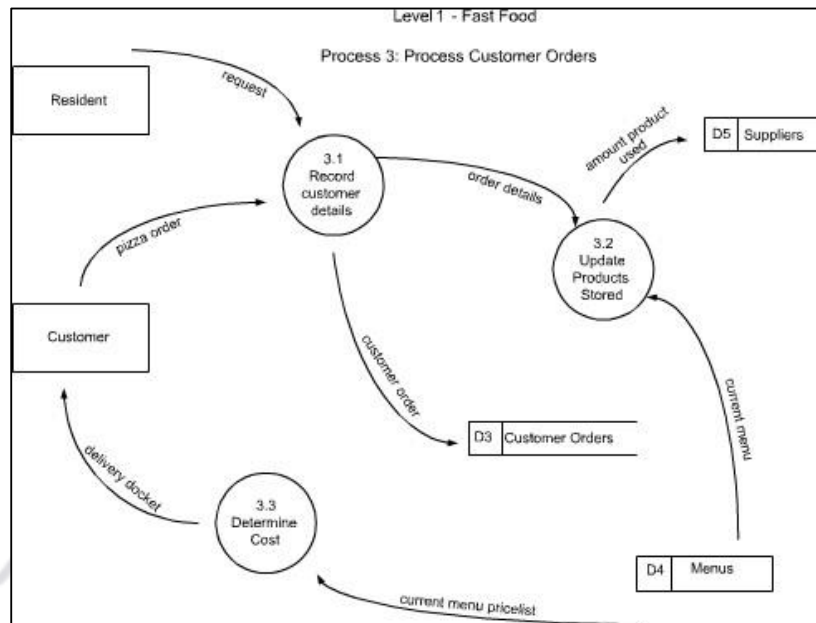 Level 1 - Fast Food
Process 3: Process Customer Orders
Resident
request
3.1
Record
customer
details
order details
amount product
used
D5 Suppliers
pizza order
3.2
Update
Products
Stored
Customer
customer order
current menu
D3 Customer Orders
delivery docket
3.3
Determine
Cost
D4 Menus
current menu pricelist